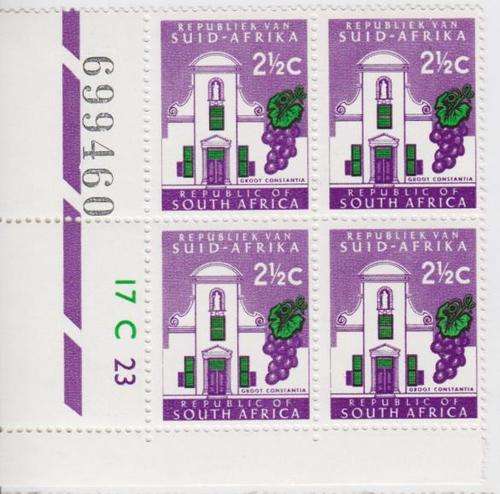 699460
17 C 23
REPUBLIEK VAN
SUID-AFRIKA
2½C
GROOT CONSTANTIA
REPUBLIC OF
SOUTH AFRICA
REPUBLIEK VAN
SUID-AFRIKA
2½C
GROOT CONSTANTIA
REPUBLIC OF
SOUTH AFRICA
REPUBLIEK VAN
SUID-AFRIKA
2½C
GROOT CONSTANTIA
REPUBLIC OF
SOUTH AFRICA
REPUBLIEK VAN
SUID-AFRIKA
2½C
GROOT CONSTANTIA
REPUBLIC OF
SOUTH AFRICA